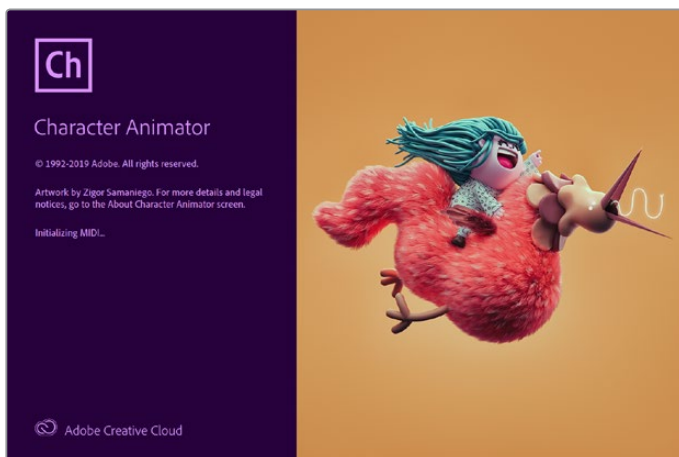 Ch
Character Animator
© 1992-2019 Adobe. All rights reserved.
Artwork by Zigor Samaniego. For more details and legal
notices, go to the About Character Animator screen.
Initializing MIDI...
Adobe Creative Cloud